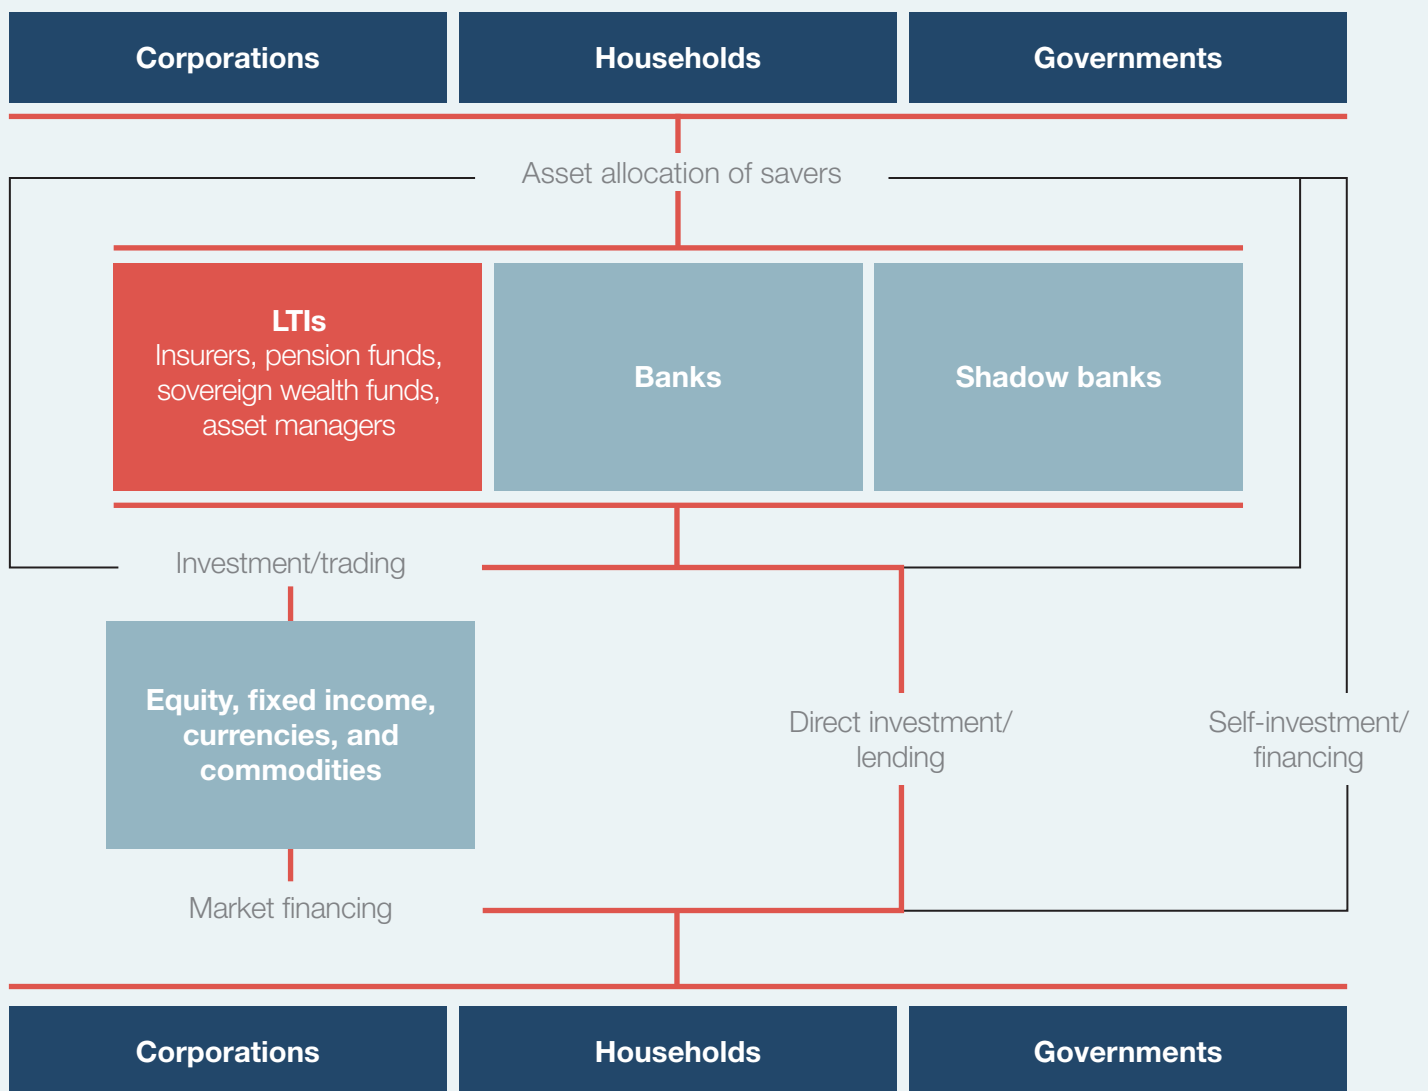 Corporations
Households
Governments
Asset allocation of savers
LTIs
Insurers, pension funds,
sovereign wealth funds,
asset managers
Banks
Shadow banks
Investment/trading
Equity, fixed income,
currencies, and
commodities
Direct investment/
lending
Self-investment/
financing
Market financing
Corporations
Households
Governments